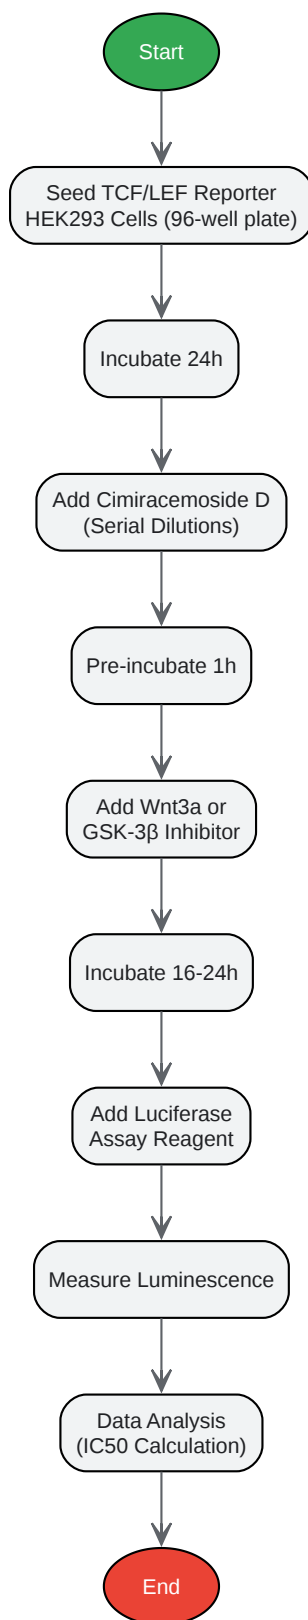 Start
Seed TCF/LEF Reporter
HEK293 Cells (96-well plate)
Incubate 24h
Add Cimiracemoside D
(Serial Dilutions)
Pre-incubate 1h
Add Wnt3a or
GSK-3β Inhibitor
Incubate 16-24h
Add Luciferase
Assay Reagent
Measure Luminescence
Data Analysis
(IC50 Calculation)
End